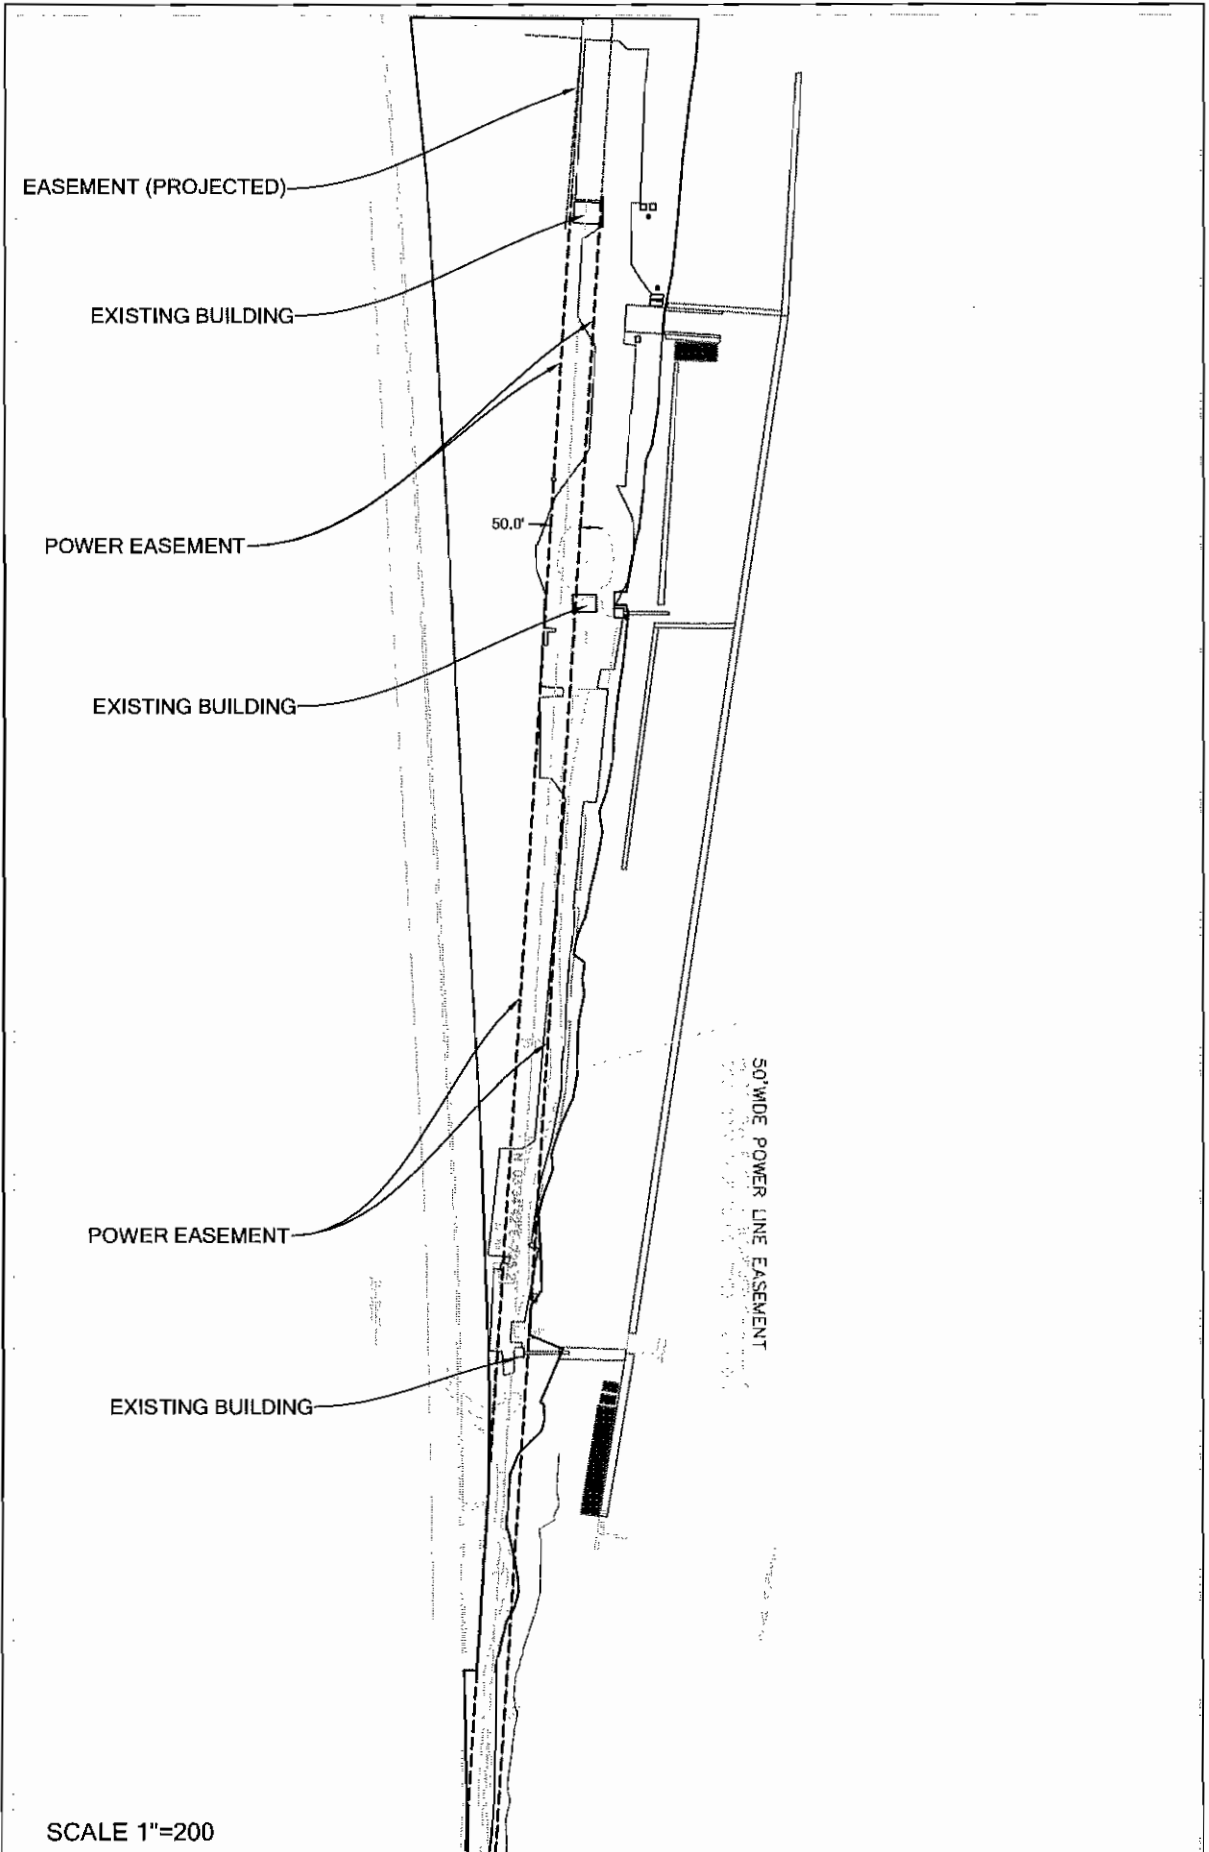 EASEMENT (PROJECTED)
EXISTING BUILDING
POWER EASEMENT
50.0'
EXISTING BUILDING
50' WIDE POWER LINE EASEMENT
POWER EASEMENT
EXISTING BUILDING
SCALE 1"=200